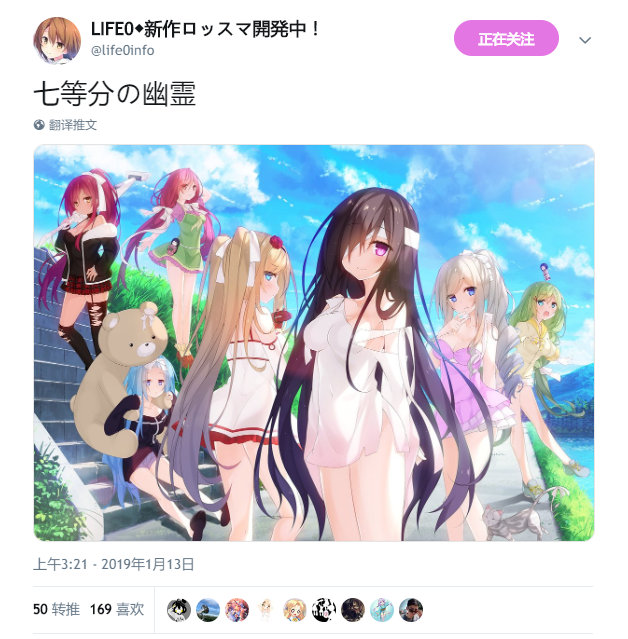 LIFE0◆新作ロッスマ開発中！
@life0info
正在关注
七等分の幽霊
翻译推文
上午3:21 - 2019年1月13日
50 转推 169 喜欢